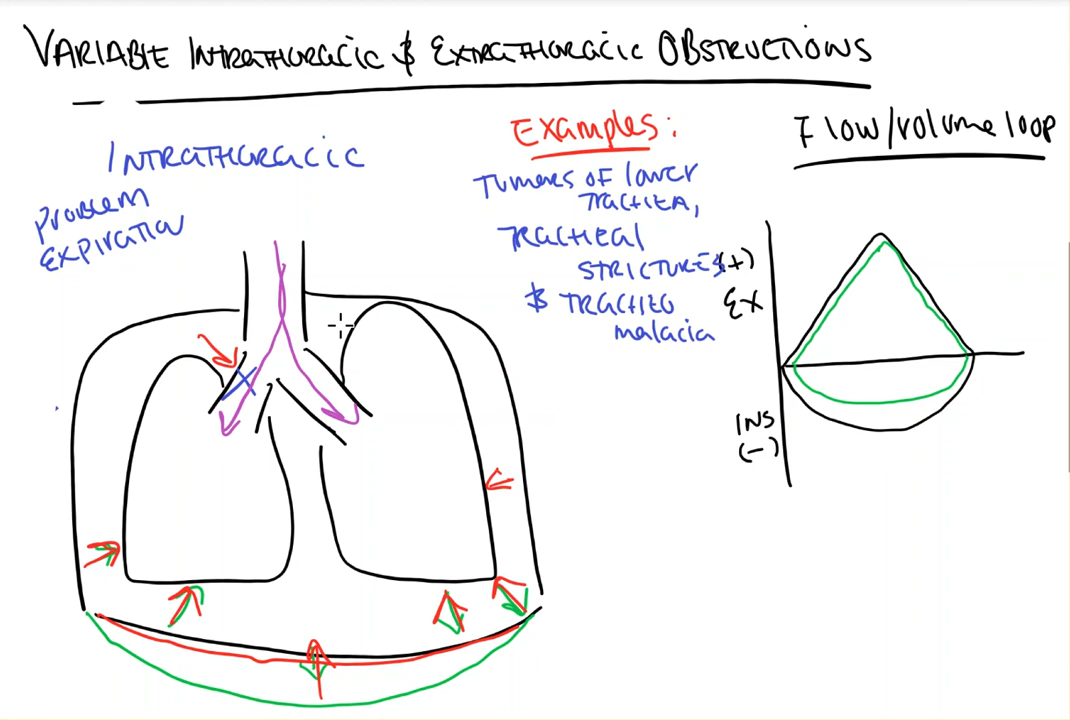 VARIABLE INTRATHORACIC & EXTRATHORACIC OBSTRUCTIONS
INTRATHORACIC
PROBLEM
EXPIRATION
EXAMPLES:
TUMERS OF lower
TRACHEA,
TRACHEAL
STRICTURES
& TRACHEO
malacia
Flow/volume loop
(+)
EX
INS
(-)